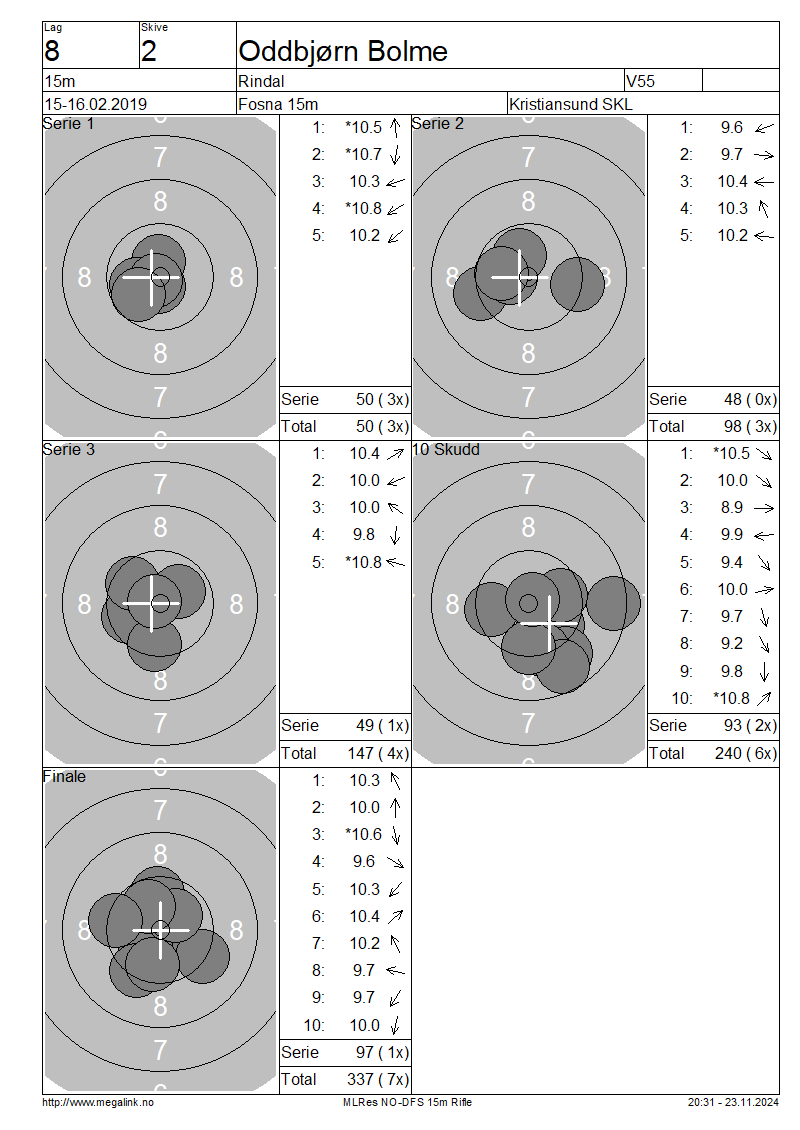 Lag
8
Skive
2
Oddbjørn Bolme
15m
Rindal
V55
15-16.02.2019
Fosna 15m
Kristiansund SKL
Serie 1
7
8
8 8
8
7
6
1: *10.5
2: *10.7
3: 10.3
4: *10.8
5: 10.2
Serie 50 ( 3x)
Total 50 ( 3x)
Serie 2
7
8
8 8
8
7
6
1: 9.6
2: 9.7
3: 10.4
4: 10.3
5: 10.2
Serie 48 ( 0x)
Total 98 ( 3x)
Serie 3
7
8
8 8
8
7
6
1: 10.4
2: 10.0
3: 10.0
4: 9.8
5: *10.8
Serie 49 ( 1x)
Total 147 ( 4x)
10 Skudd
7
8
8
8
7
6
1: *10.5
2: 10.0
3: 8.9
4: 9.9
5: 9.4
6: 10.0
7: 9.7
8: 9.2
9: 9.8
10: *10.8
Serie 93 ( 2x)
Total 240 ( 6x)
Finale
7
8
8 8
8
7
6
1: 10.3
2: 10.0
3: *10.6
4: 9.6
5: 10.3
6: 10.4
7: 10.2
8: 9.7
9: 9.7
10: 10.0
Serie 97 ( 1x)
Total 337 ( 7x)
http://www.megalink.no
MLRes NO-DFS 15m Rifle
20:31 - 23.11.2024